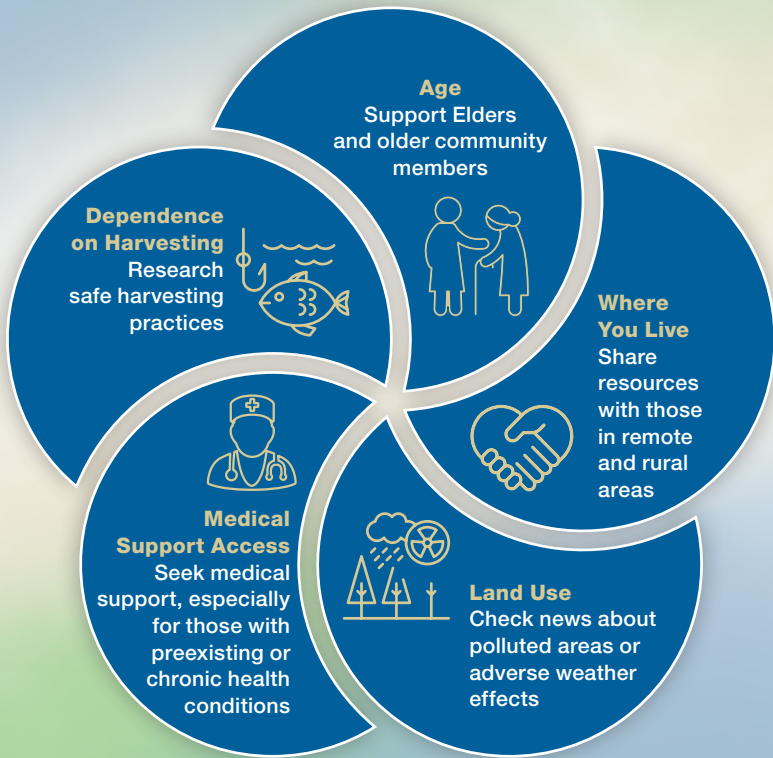 Age
Support Elders
and older community
members
Where
You Live
Share
resources
with those
in remote
and rural
areas
Land Use
Check news about
polluted areas or
adverse weather
effects
Medical
Support Access
Seek medical
support, especially
for those with
preexisting or
chronic health
conditions
Dependence
on Harvesting
Research
safe harvesting
practices